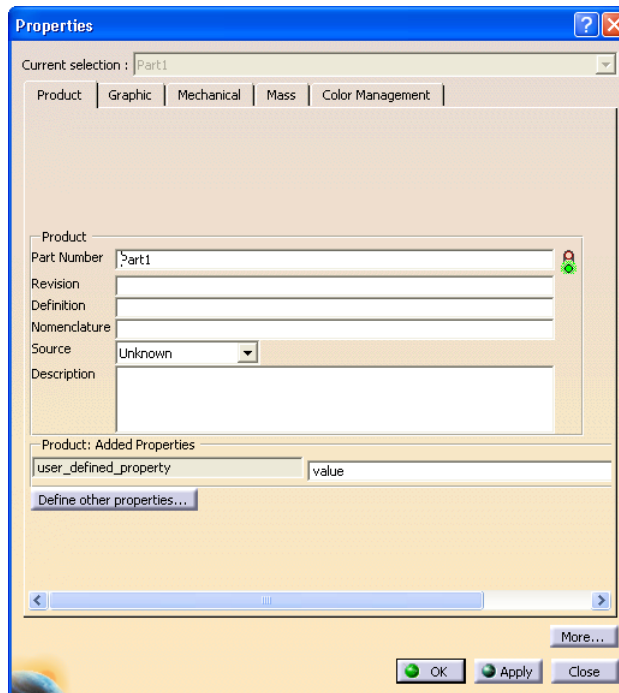 Properties
Current selection : Part1
Product Graphic Mechanical Mass Color Management
Product
Part Number Part1
Revision
Definition
Nomenclature
Source Unknown
Description
Product: Added Properties
user_defined_property value
Define other properties...
More...
OK Apply Close